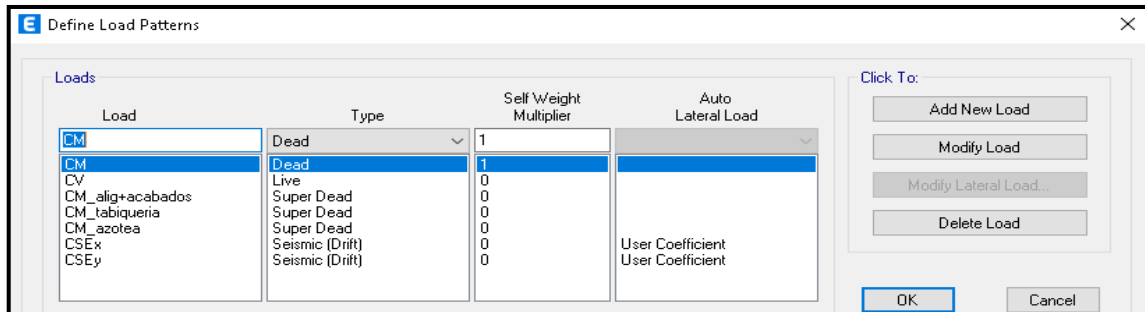 E Define Load Patterns
Loads
Click To:
Load Type Self Weight Multiplier Auto Lateral Load
CM Dead 1
CM Dead 1
CV Live 0
CM_alig+acabados Super Dead 0
CM_tabiqueria Super Dead 0
CM_azotea Super Dead 0
CSEx Seismic (Drift) 0 User Coefficient
CSEy Seismic (Drift) 0 User Coefficient
Add New Load
Modify Load
Modify Lateral Load...
Delete Load
OK Cancel